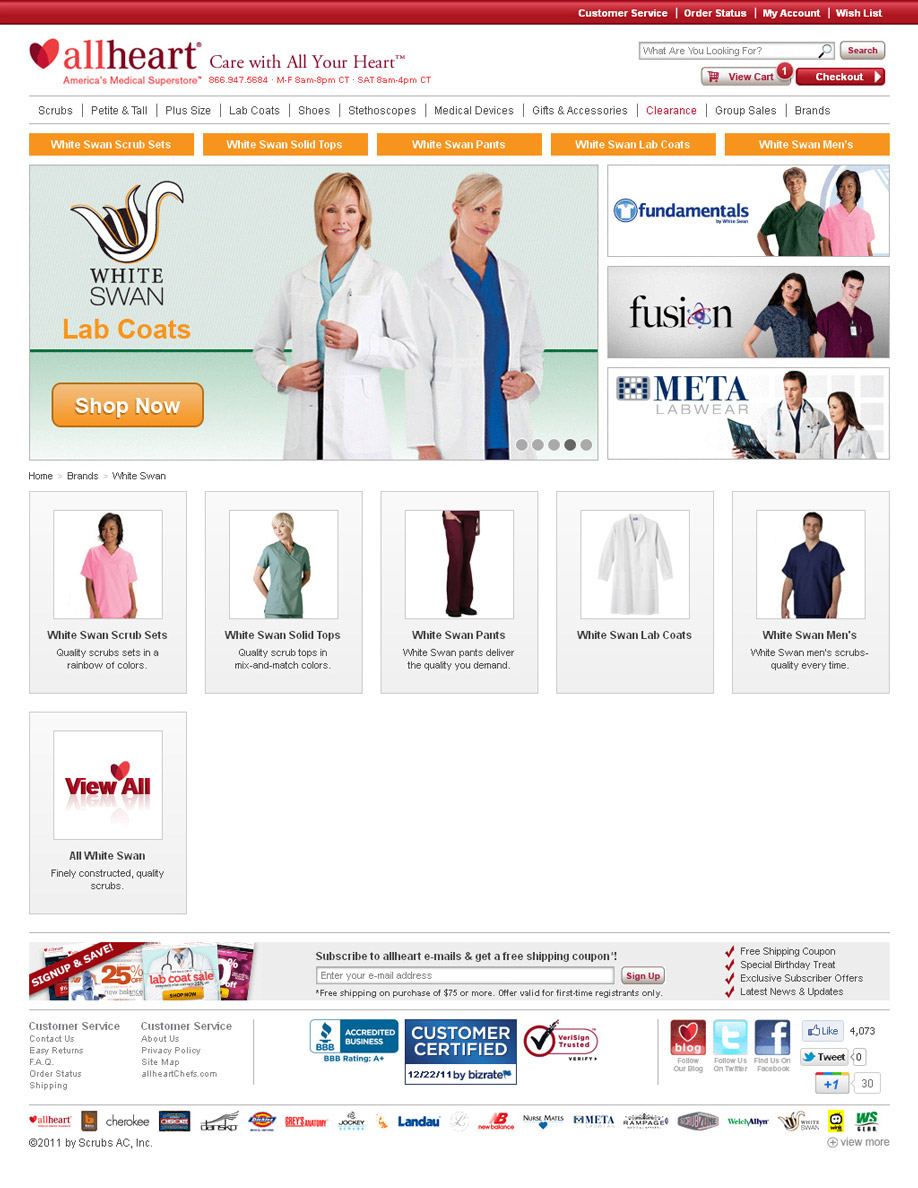 Customer Service | Order Status | My Account | Wish List
allheart® Care with All Your Heart™
America's Medical Superstore™ 866.947.5684 · M-F 8am-8pm CT · SAT 8am-4pm CT
What Are You Looking For? Search
View Cart 1 Checkout
Scrubs | Petite & Tall | Plus Size | Lab Coats | Shoes | Stethoscopes | Medical Devices | Gifts & Accessories | Clearance | Group Sales | Brands
White Swan Scrub Sets White Swan Solid Tops White Swan Pants White Swan Lab Coats White Swan Men's
WHITE
SWAN
Lab Coats
Shop Now
fundamentals
by White Swan
fusion
META
LABWEAR
Home > Brands > White Swan
White Swan Scrub Sets
Quality scrubs sets in a
rainbow of colors.
White Swan Solid Tops
Quality scrub tops in
mix-and-match colors.
White Swan Pants
White Swan pants deliver
the quality you demand.
White Swan Lab Coats
White Swan Men's
White Swan men's scrubs-
quality every time.
View All
All White Swan
Finely constructed, quality
scrubs.
SIGNUP & SAVE!
25%
new balance
lab coat sale
SHOP NOW
Subscribe to allheart e-mails & get a free shipping coupon*!
Enter your e-mail address Sign Up
*Free shipping on purchase of $75 or more. Offer valid for first-time registrants only.
Free Shipping Coupon
Special Birthday Treat
Exclusive Subscriber Offers
Latest News & Updates
Customer Service
Contact Us
Easy Returns
F.A.Q.
Order Status
Shipping
Customer Service
About Us
Privacy Policy
Site Map
allheartChefs.com
BBB
ACCREDITED
BUSINESS
BBB Rating: A+
CUSTOMER
CERTIFIED
12/22/11 by bizrate
VeriSign
Trusted
VERIFY
blog
Follow
Our Blog
Follow Us
On Twitter
Find Us On
Facebook
Like 4,073
Tweet 0
+1 30
allheart cherokee dansko Dickies GREY'S ANATOMY JOCKEY SCRUBS Landau new balance NURSE MATES META RAMPAGE SCRUBZONE WelchAllyn WHITE SWAN wink WS GEAR
©2011 by Scrubs AC, Inc.
view more